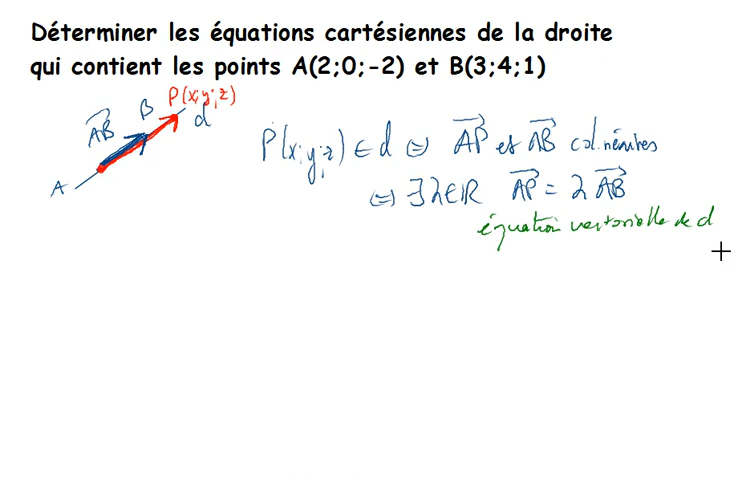 Déterminer les équations cartésiennes de la droite
qui contient les points A(2;0;-2) et B(3;4;1)
P(x;y;z)
B
d
AB
A
P(x;y;z) ∈ d ⇔ AP et AB colinéaires
⇔ ∃λ∈ℝ AP = λ AB
équation vectorielle de d